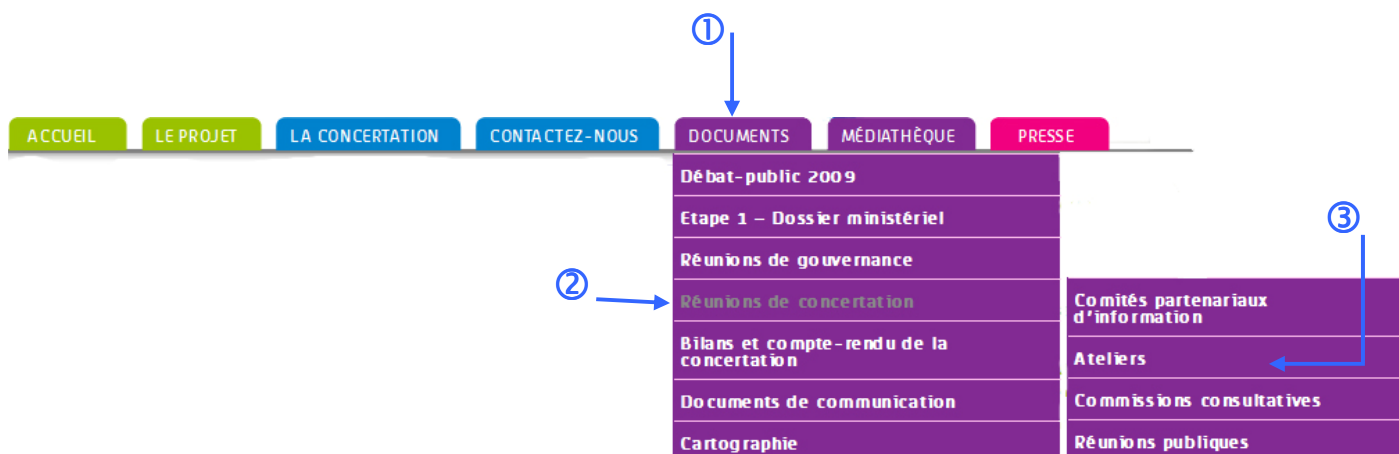 ①
ACCUEIL LE PROJET LA CONCERTATION CONTACTEZ-NOUS DOCUMENTS MÉDIATHÈQUE PRESSE
Débat-public 2009
Etape 1 – Dossier ministériel
③
Réunions de gouvernance
②
Réunions de concertation
Comités partenariaux
d'information
Bilans et compte-rendu de la
concertation
Ateliers
Documents de communication
Commissions consultatives
Cartographie
Réunions publiques